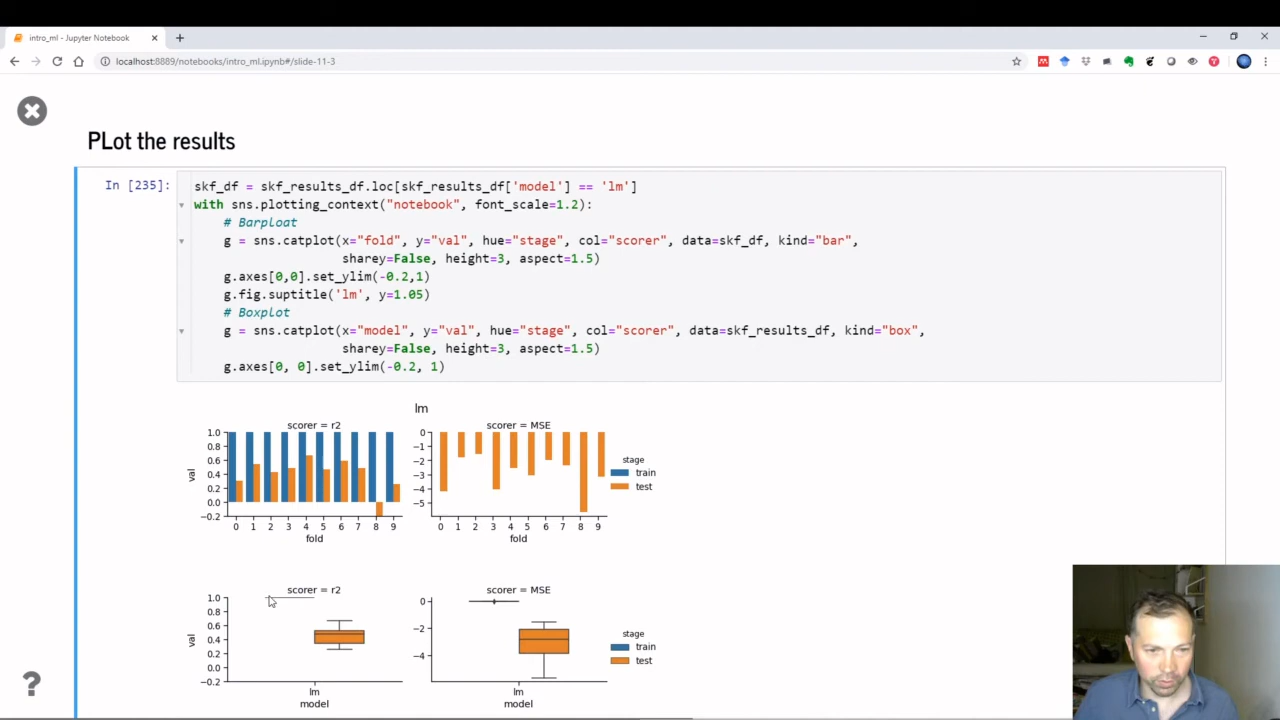 intro_ml - Jupyter Notebook
localhost:8889/notebooks/intro_ml.ipynb#/slide-11-3
PLot the results
In [235]:
skf_df = skf_results_df.loc[skf_results_df['model'] == 'lm']
with sns.plotting_context("notebook", font_scale=1.2):
# Barploat
g = sns.catplot(x="fold", y="val", hue="stage", col="scorer", data=skf_df, kind="bar",
sharey=False, height=3, aspect=1.5)
g.axes[0,0].set_ylim(-0.2,1)
g.fig.suptitle('lm', y=1.05)
# Boxplot
g = sns.catplot(x="model", y="val", hue="stage", col="scorer", data=skf_results_df, kind="box",
sharey=False, height=3, aspect=1.5)
g.axes[0, 0].set_ylim(-0.2, 1)
lm
scorer = r2
1.0
0.8
0.6
0.4
0.2
0.0
−0.2
val
0 1 2 3 4 5 6 7 8 9
fold
scorer = MSE
0
−1
−2
−3
−4
−5
0 1 2 3 4 5 6 7 8 9
fold
stage
train
test
scorer = r2
1.0
0.8
0.6
0.4
0.2
0.0
−0.2
val
lm
model
scorer = MSE
0
−2
−4
lm
model
stage
train
test
?